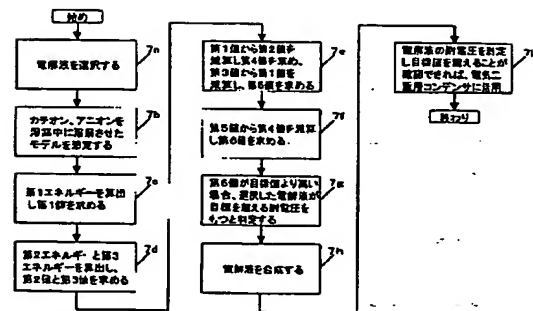 始め
7a
電解液を選択する
7b
カチオン、アニオンを
溶媒中に溶解させた
モデルを想定する
7c
第1エネルギーを算出
し第1値を求める
7d
第2エネルギーと第3
エネルギーを算出し、
第2値と第3値を求める
7e
第1値から第2値を
減算し第4値を求め、
第3値から第1値を
減算し、第5値を求める
7f
第5値から第4値を減算
し第6値を求める
7g
第6値が目標値より高い
場合、選択した電解液が
目標を超える耐電圧を
もつと判定する
7h
電解液を合成する
電解液の耐電圧を判定
し目標値を超えることが
確認できれば、電気二
重層コンデンサに活用
終わり